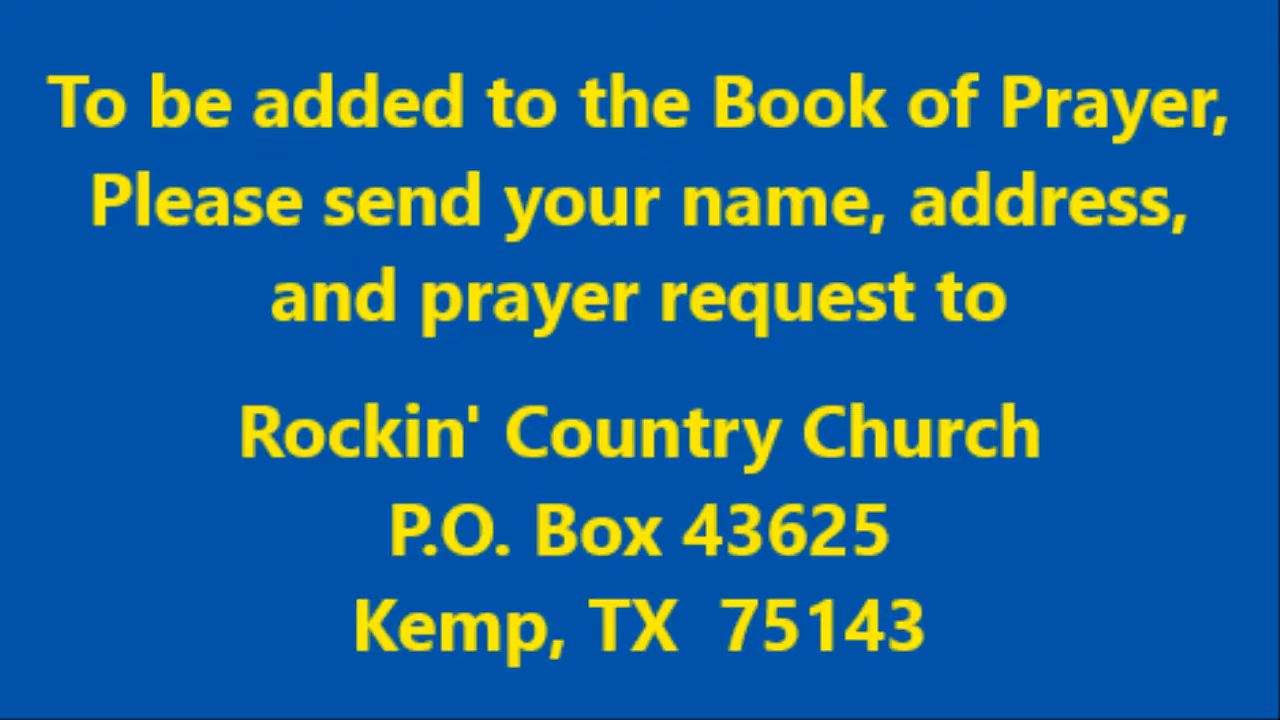 To be added to the Book of Prayer,
Please send your name, address,
and prayer request to
Rockin' Country Church
P.O. Box 43625
Kemp, TX  75143